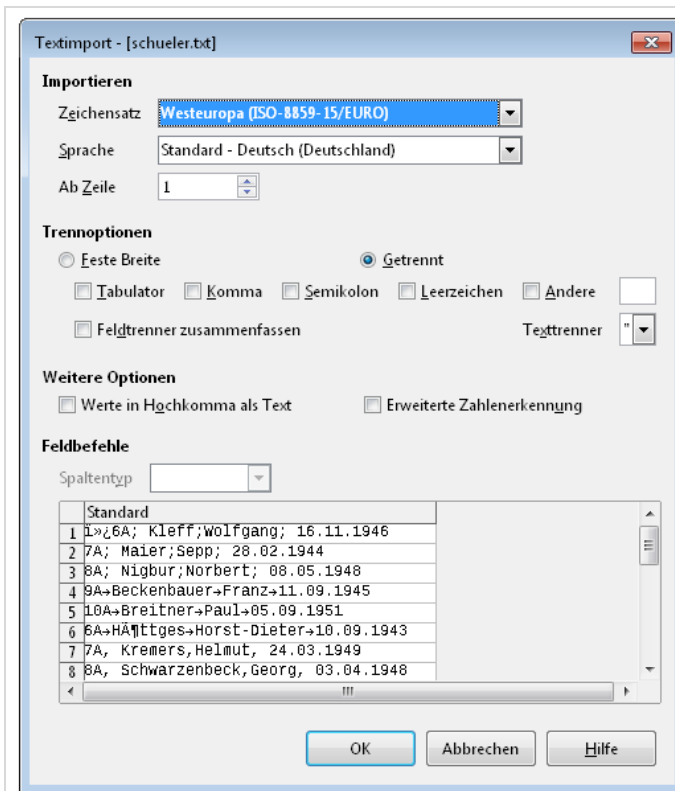 Textimport - [schueler.txt]
Importieren
Zeichensatz Westeuropa (ISO-8859-15/EURO)
Sprache Standard - Deutsch (Deutschland)
Ab Zeile 1
Trennoptionen
Feste Breite Getrennt
Tabulator Komma Semikolon Leerzeichen Andere
Feldtrenner zusammenfassen Texttrenner "
Weitere Optionen
Werte in Hochkomma als Text Erweiterte Zahlenerkennung
Feldbefehle
Spaltentyp
Standard
1 ï»¿6A; Kleff;Wolfgang; 16.11.1946
2 7A; Maier;Sepp; 28.02.1944
3 8A; Nigbur;Norbert; 08.05.1948
4 9A→Beckenbauer→Franz→11.09.1945
5 10A→Breitner→Paul→05.09.1951
6 6A→HÃ¶ttges→Horst-Dieter→10.09.1943
7 7A, Kremers,Helmut, 24.03.1949
8 8A, Schwarzenbeck,Georg, 03.04.1948
OK Abbrechen Hilfe